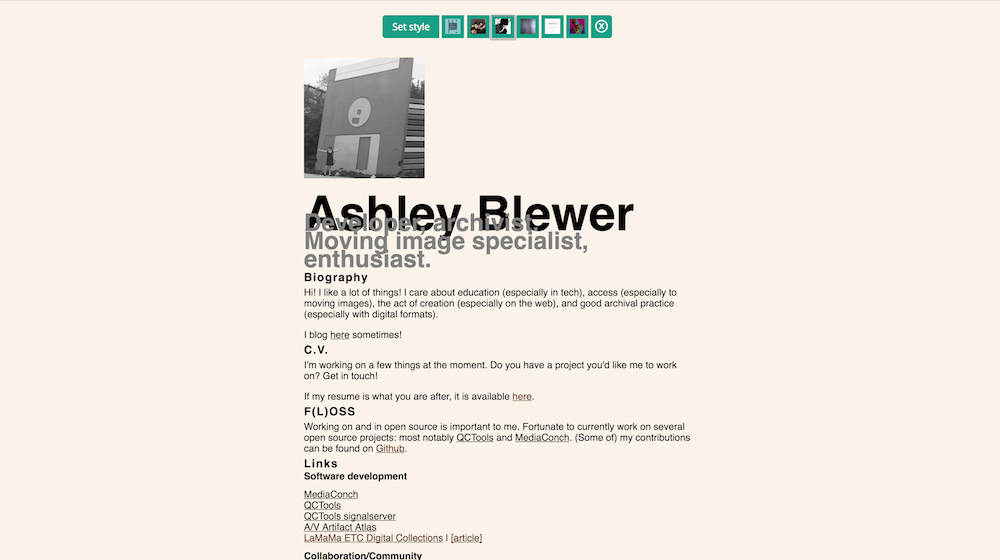 Set style
Ashley Blewer
Developer, archivist.
Moving image specialist,
enthusiast.
Biography
Hi! I like a lot of things! I care about education (especially in tech), access (especially to
moving images), the act of creation (especially on the web), and good archival practice
(especially with digital formats).
I blog here sometimes!
C.V.
I'm working on a few things at the moment. Do you have a project you'd like me to work
on? Get in touch!
If my resume is what you are after, it is available here.
F(L)OSS
Working on and in open source is important to me. Fortunate to currently work on several
open source projects: most notably QCTools and MediaConch. (Some of) my contributions
can be found on Github.
Links
Software development
MediaConch
QCTools
QCTools signalserver
A/V Artifact Atlas
LaMaMa ETC Digital Collections | [article]
Collaboration/Community